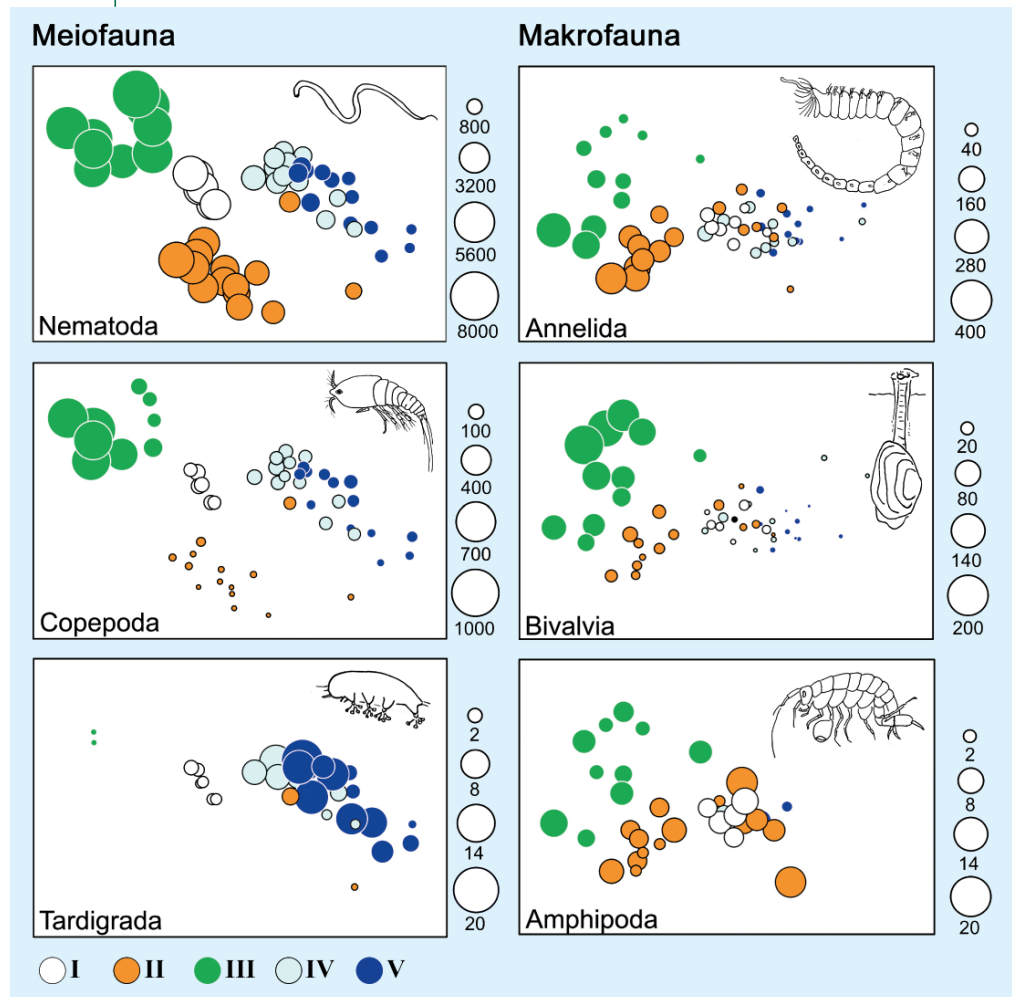 Meiofauna
Makrofauna
Nematoda
800
3200
5600
8000
Annelida
40
160
280
400
Copepoda
100
400
700
1000
Bivalvia
20
80
140
200
Tardigrada
2
8
14
20
Amphipoda
2
8
14
20
I II III IV V